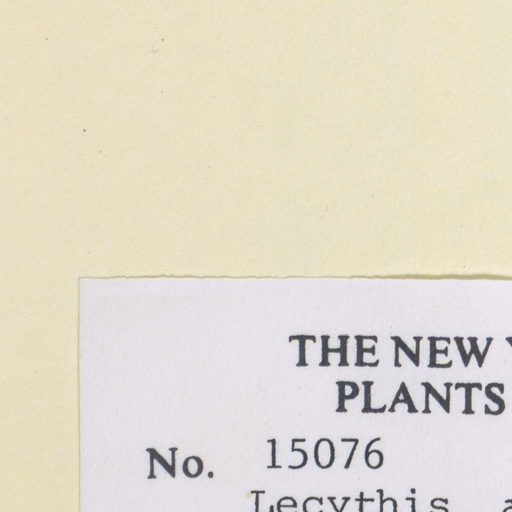 THE NEW
PLANTS
No. 15076
Lecythis